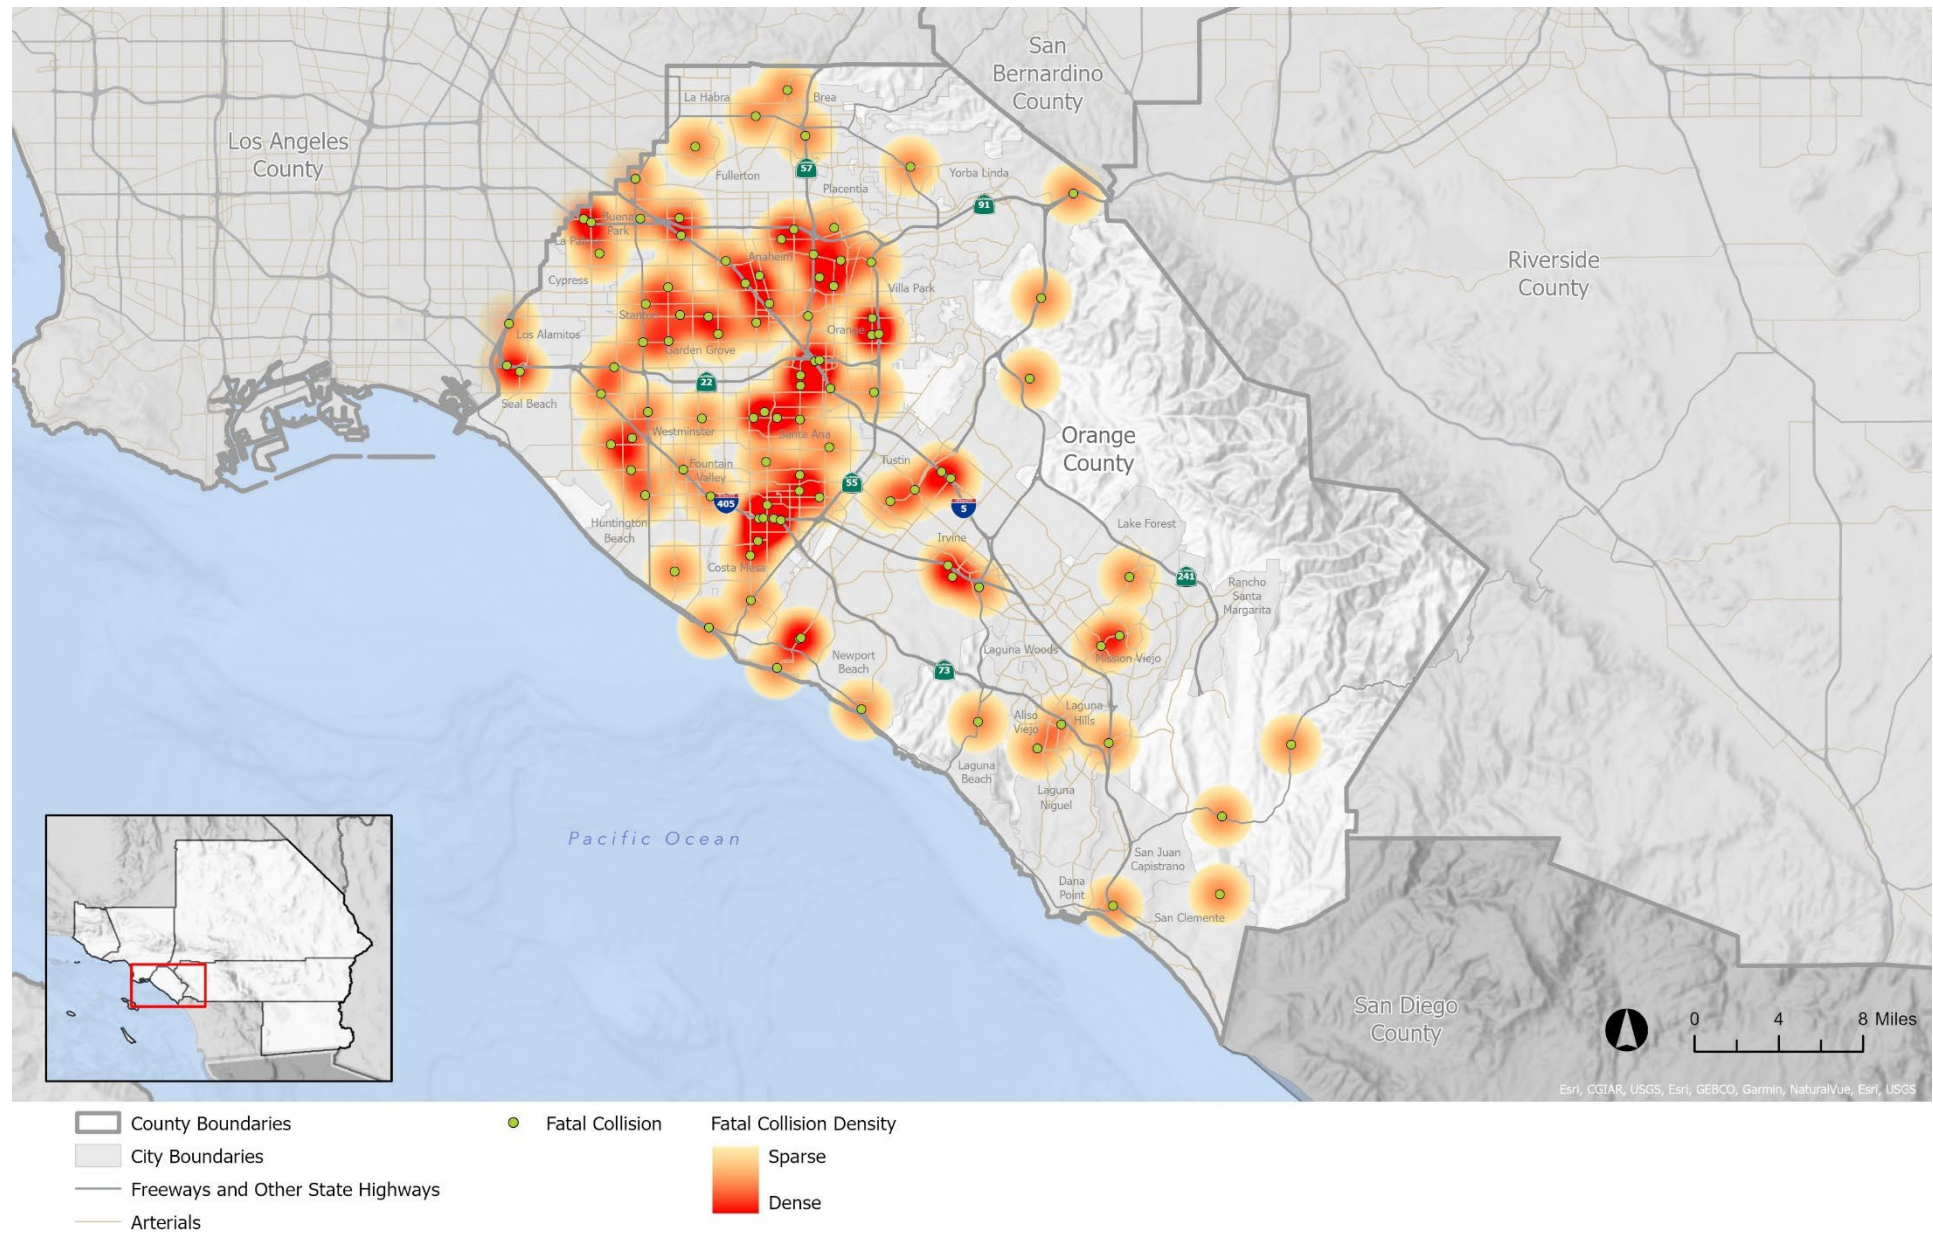 San
Bernardino
County
Los Angeles
County
La Habra
Brea
57
Fullerton
Placentia
Yorba Linda
91
Buena
Park
La Palma
Anaheim
Riverside
County
Cypress
Villa Park
Stanton
Orange
Los Alamitos
Garden Grove
22
Seal Beach
Westminster
Santa Ana
Orange
County
Tustin
Fountain
Valley
55
405
5
Huntington
Beach
Irvine
Lake Forest
Costa Mesa
241
Rancho
Santa
Margarita
Newport
Beach
Laguna Woods
Mission Viejo
73
Aliso
Viejo
Laguna
Hills
Laguna
Beach
Laguna
Niguel
Pacific Ocean
San Juan
Capistrano
Dana
Point
San Clemente
San Diego
County
0 4 8 Miles
Esri, CGIAR, USGS, Esri, GEBCO, Garmin, NaturalVue, Esri, USGS
County Boundaries
City Boundaries
Freeways and Other State Highways
Arterials
Fatal Collision
Fatal Collision Density
Sparse
Dense